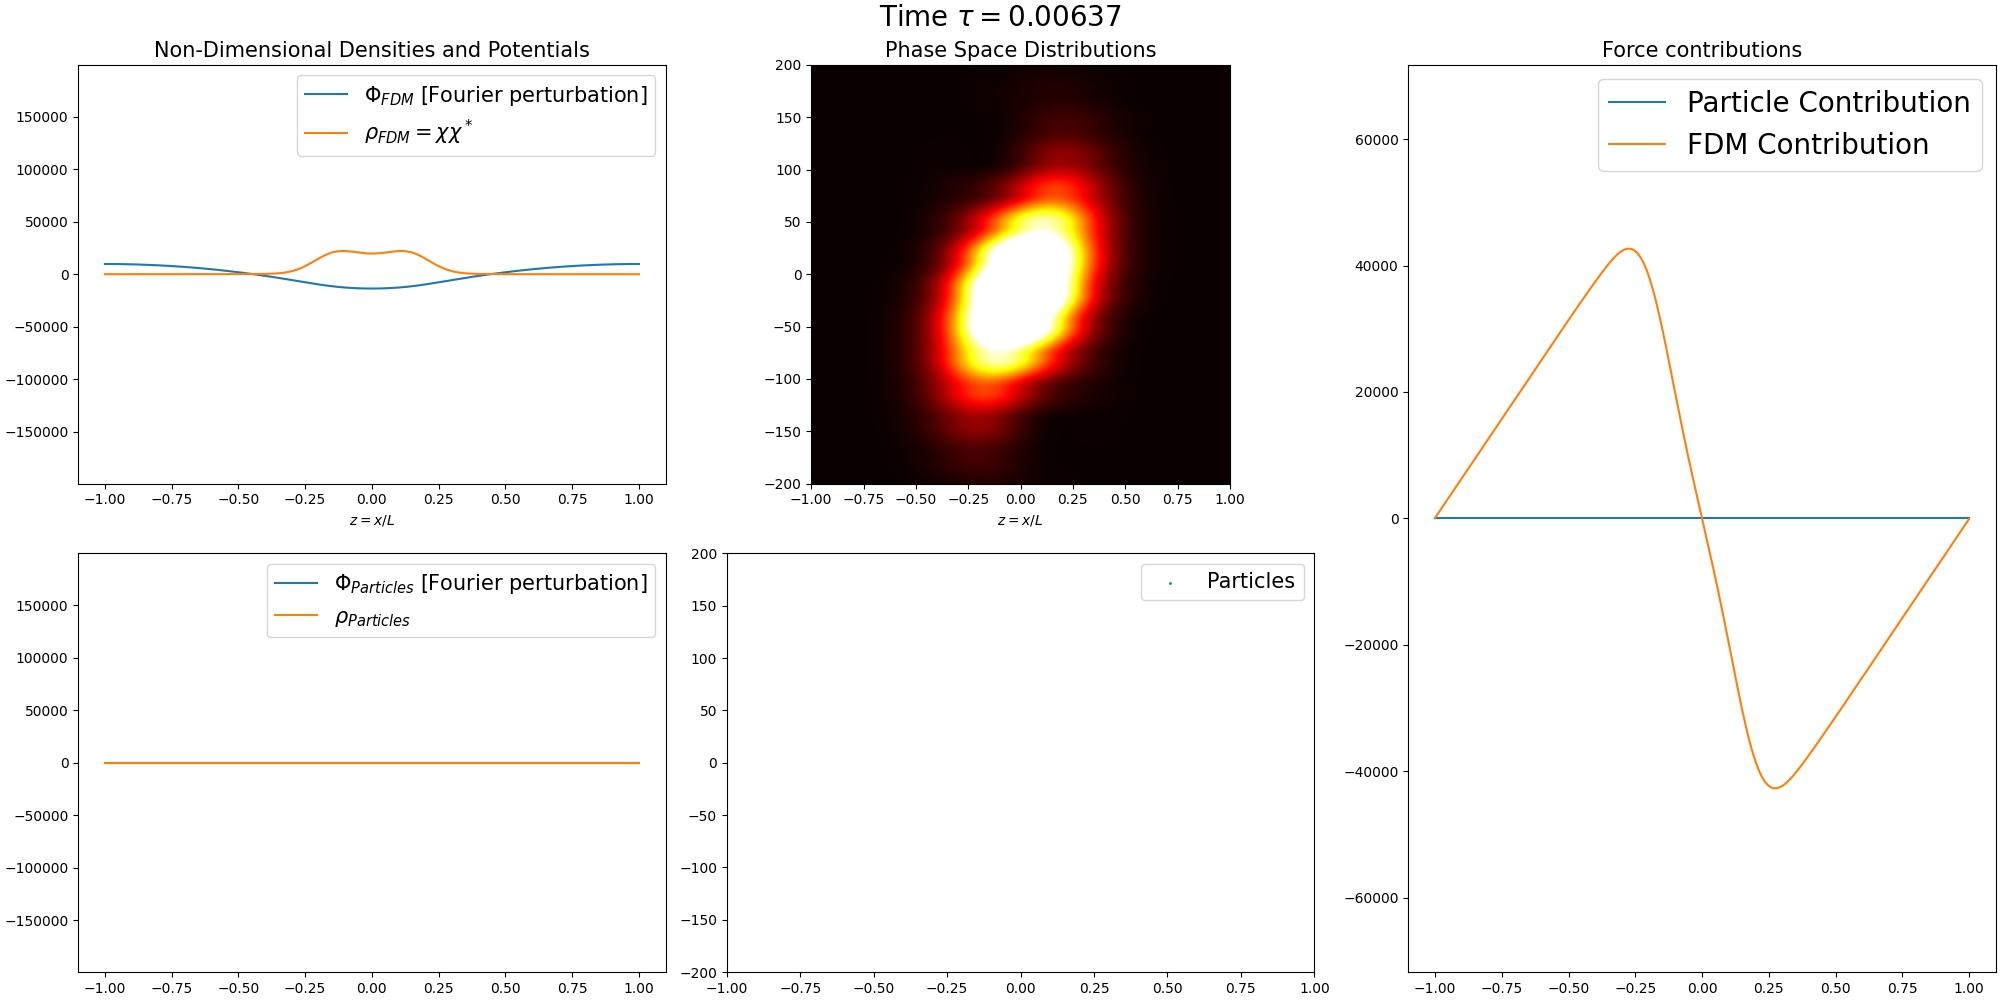 Time τ = 0.00637
Non-Dimensional Densities and Potentials
Φ_FDM [Fourier perturbation]
ρ_FDM = χχ*
150000
100000
50000
0
−50000
−100000
−150000
−1.00 −0.75 −0.50 −0.25 0.00 0.25 0.50 0.75 1.00
z = x/L
Phase Space Distributions
200
150
100
50
0
−50
−100
−150
−200
−1.00 −0.75 −0.50 −0.25 0.00 0.25 0.50 0.75 1.00
z = x/L
Force contributions
Particle Contribution
FDM Contribution
60000
40000
20000
0
−20000
−40000
−60000
−1.00 −0.75 −0.50 −0.25 0.00 0.25 0.50 0.75 1.00
Φ_Particles [Fourier perturbation]
ρ_Particles
150000
100000
50000
0
−50000
−100000
−150000
−1.00 −0.75 −0.50 −0.25 0.00 0.25 0.50 0.75 1.00
Particles
200
150
100
50
0
−50
−100
−150
−200
−1.00 −0.75 −0.50 −0.25 0.00 0.25 0.50 0.75 1.00